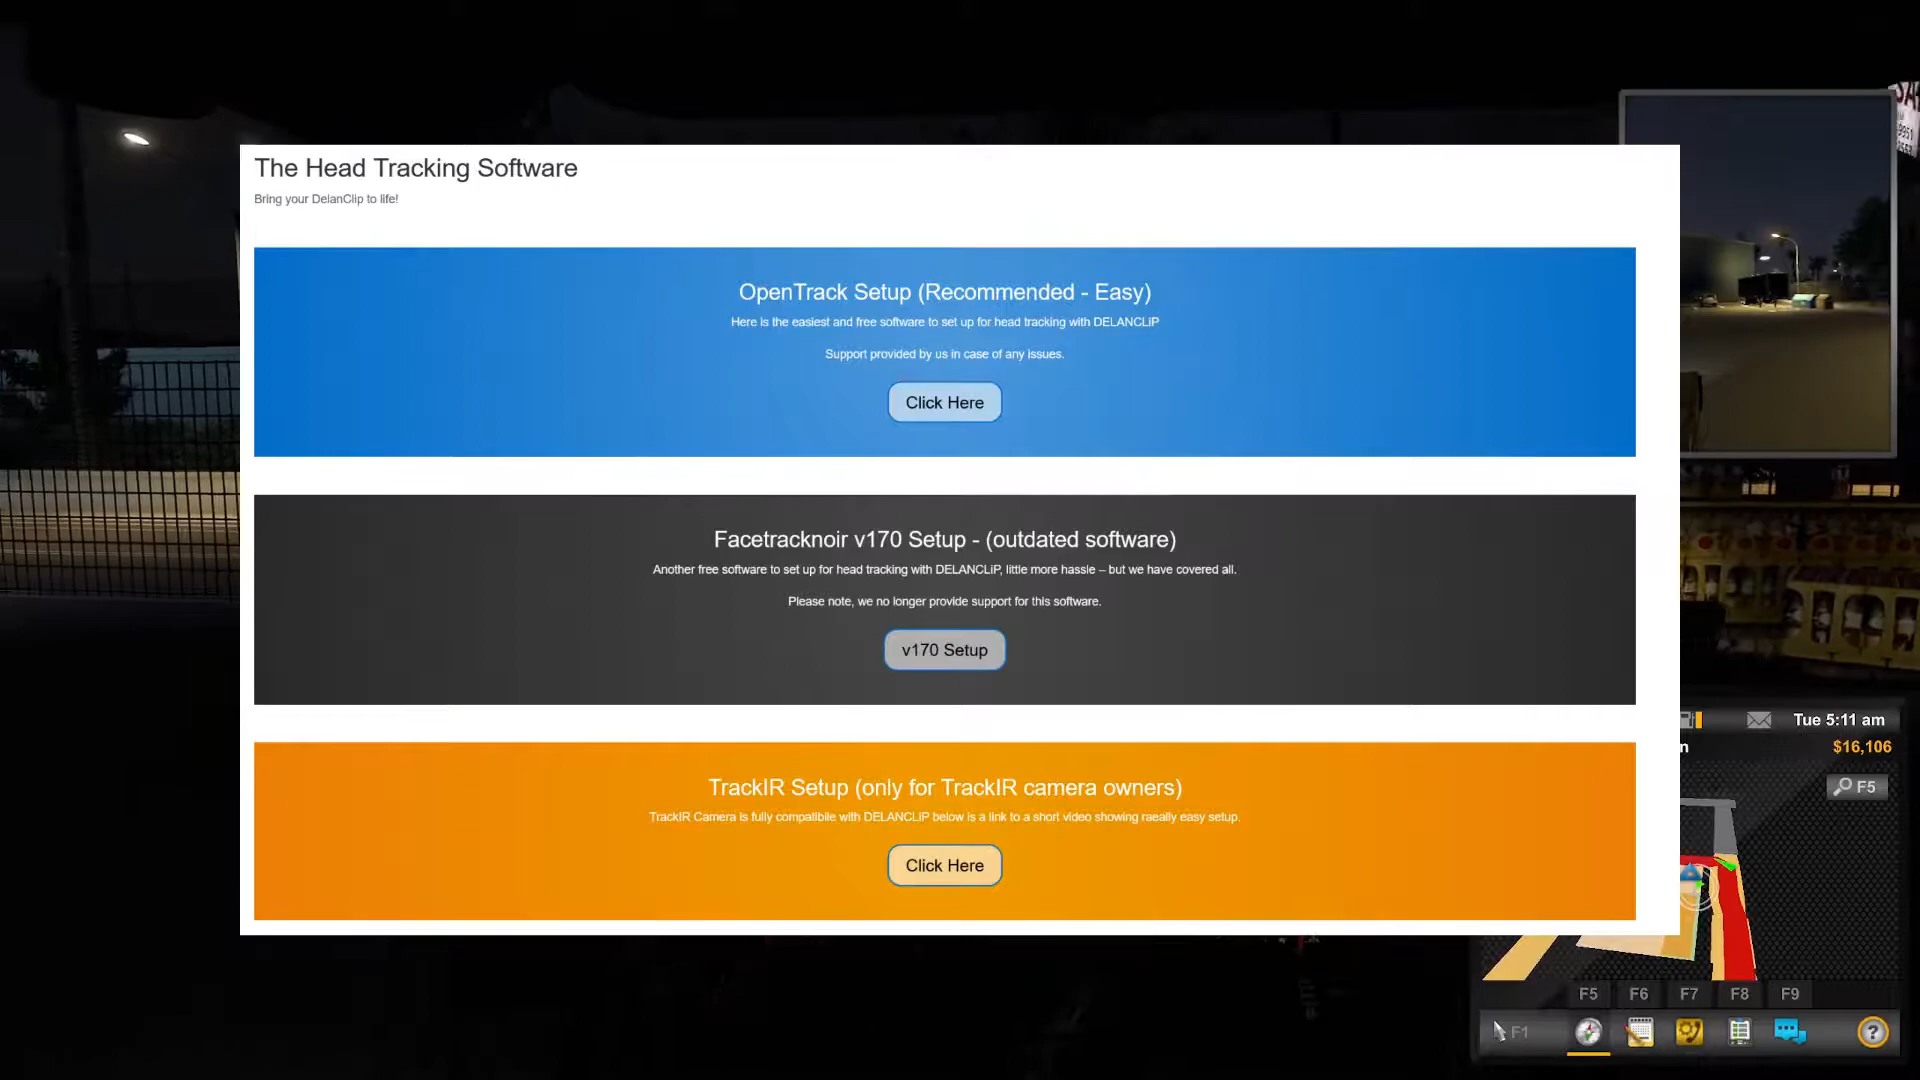 The Head Tracking Software
Bring your DelanClip to life!
OpenTrack Setup (Recommended - Easy)
Here is the easiest and free software to set up for head tracking with DELANCLIP
Support provided by us in case of any issues.
Click Here
Facetracknoir v170 Setup - (outdated software)
Another free software to set up for head tracking with DELANCLIP, little more hassle – but we have covered all.
Please note, we no longer provide support for this software.
v170 Setup
TrackIR Setup (only for TrackIR camera owners)
TrackIR Camera is fully compatibile with DELANCLIP below is a link to a short video showing raeally easy setup.
Click Here
Tue 5:11 am
$16,106
F5
F5 F6 F7 F8 F9
F1
?